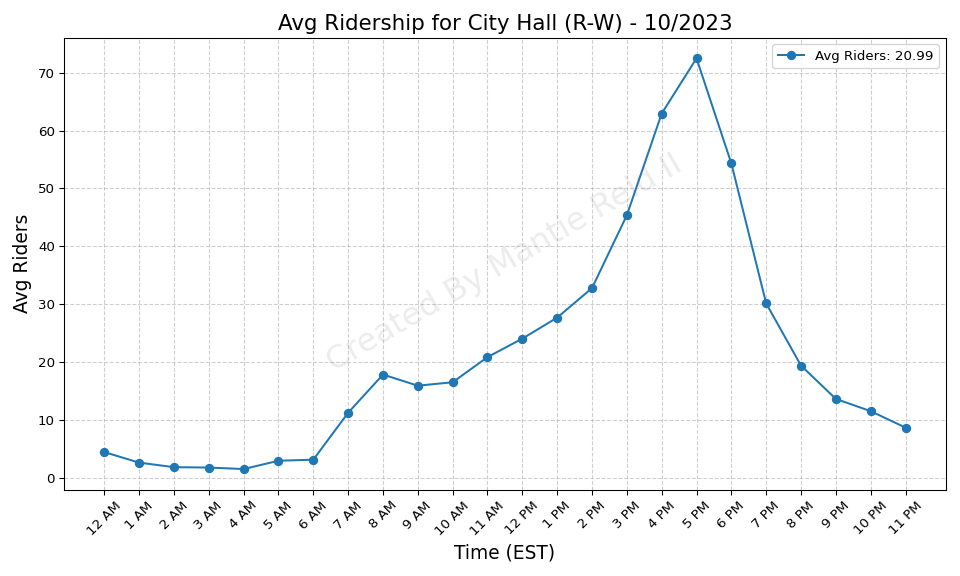 Avg Ridership for City Hall (R-W) - 10/2023
Avg Riders: 20.99
70
60
50
40
30
20
10
0
Avg Riders
Created By Mantie Reid II
12 AM
1 AM
2 AM
3 AM
4 AM
5 AM
6 AM
7 AM
8 AM
9 AM
10 AM
11 AM
12 PM
1 PM
2 PM
3 PM
4 PM
5 PM
6 PM
7 PM
8 PM
9 PM
10 PM
11 PM
Time (EST)